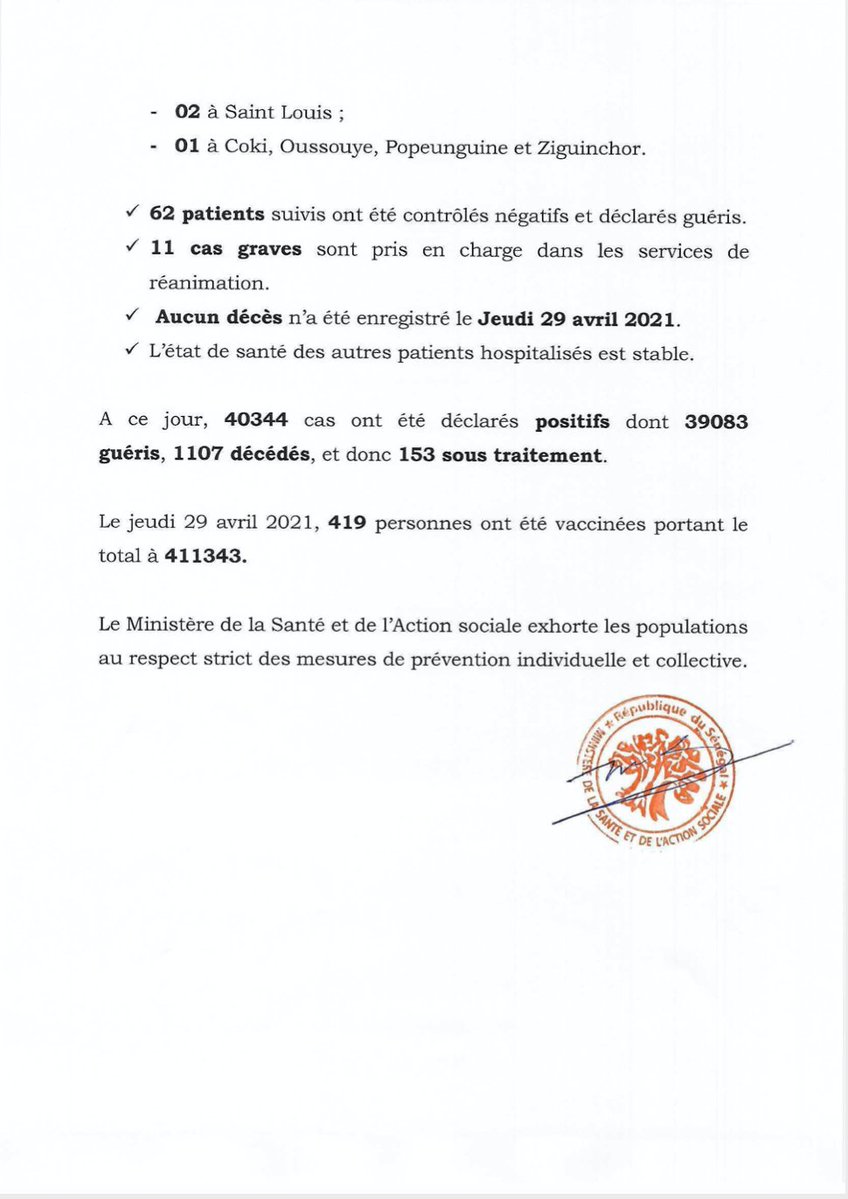 - 02 à Saint Louis ;
- 01 à Coki, Oussouye, Popeunguine et Ziguinchor.
✓ 62 patients suivis ont été contrôlés négatifs et déclarés guéris.
✓ 11 cas graves sont pris en charge dans les services de
réanimation.
✓ Aucun décès n’a été enregistré le Jeudi 29 avril 2021.
✓ L’état de santé des autres patients hospitalisés est stable.
A ce jour, 40344 cas ont été déclarés positifs dont 39083
guéris, 1107 décédés, et donc 153 sous traitement.
Le jeudi 29 avril 2021, 419 personnes ont été vaccinées portant le
total à 411343.
Le Ministère de la Santé et de l’Action sociale exhorte les populations
au respect strict des mesures de prévention individuelle et collective.
République du Sénégal
MINISTERE DE LA SANTE ET DE L'ACTION SOCIALE